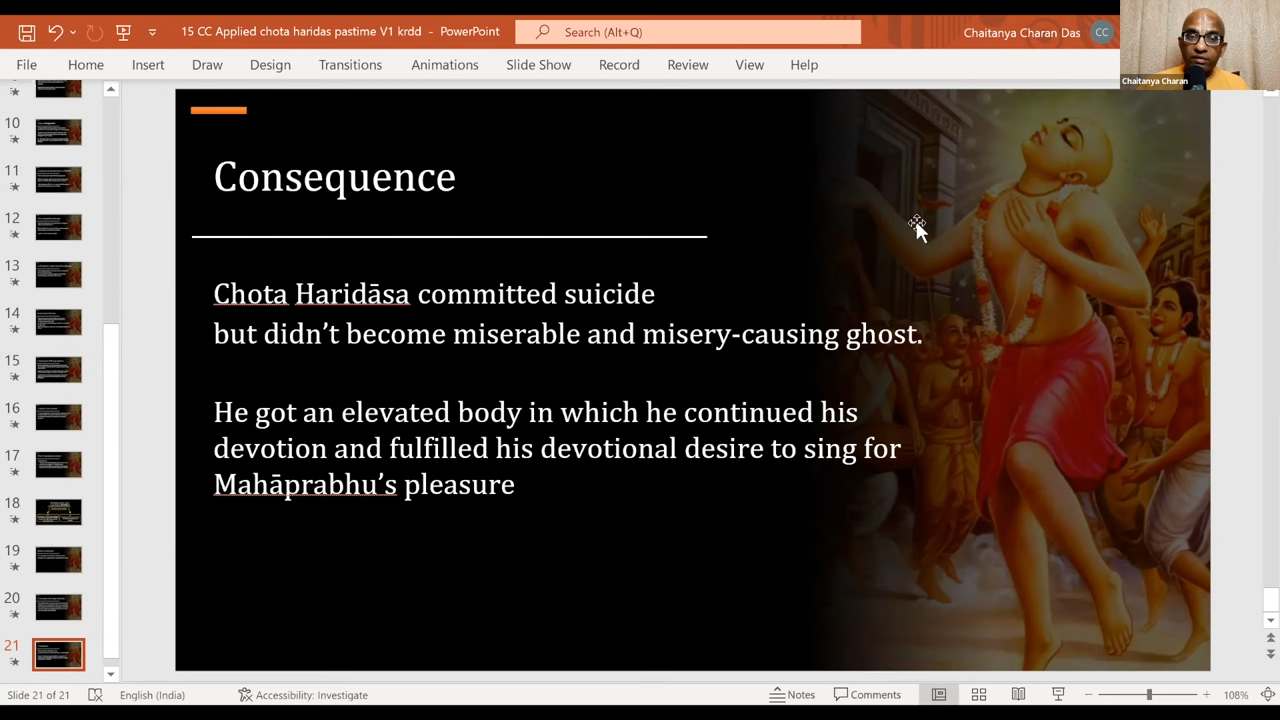 15 CC Applied chota haridas pastime V1 krdd - PowerPoint
Search (Alt+Q)
Chaitanya Charan Das
CC
File Home Insert Draw Design Transitions Animations Slide Show Record Review View Help
Chaitanya Charan
10
11
12
13
14
15
16
17
18
19
20
21
Consequence
Chota Haridāsa committed suicide
but didn’t become miserable and misery-causing ghost.
He got an elevated body in which he continued his
devotion and fulfilled his devotional desire to sing for
Mahāprabhu’s pleasure
Slide 21 of 21 English (India) Accessibility: Investigate Notes Comments 108%